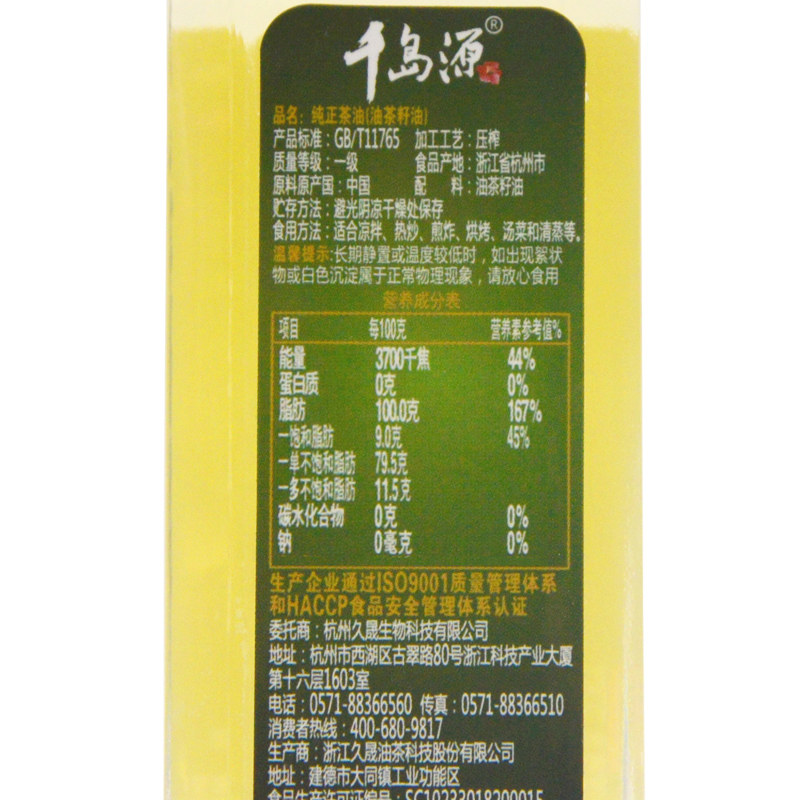 千岛源®
品名：纯正茶油(油茶籽油)
产品标准：GB/T11765 加工工艺：压榨
质量等级：一级 食品产地：浙江省杭州市
原料原产国：中国 配 料：油茶籽油
贮存方法：避光阴凉干燥处保存
食用方法：适合凉拌、热炒、煎炸、烘烤、汤菜和清蒸等。
温馨提示:长期静置或温度较低时，如出现絮状
物或白色沉淀属于正常物理现象，请放心食用
营养成分表
项目 每100克 营养素参考值%
能量 3700千焦 44%
蛋白质 0克 0%
脂肪 100.0克 167%
—饱和脂肪 9.0克 45%
—单不饱和脂肪 79.5克
—多不饱和脂肪 11.5克
碳水化合物 0克 0%
钠 0毫克 0%
生产企业通过ISO9001质量管理体系
和HACCP食品安全管理体系认证
委托商：杭州久晟生物科技有限公司
地址：杭州市西湖区古翠路80号浙江科技产业大厦
第十六层1603室
电话：0571-88366560 传真：0571-88366510
消费者热线：400-680-9817
生产商：浙江久晟油茶科技股份有限公司
地址：建德市大同镇工业功能区
食品生产许可证编号：SC10233018200015